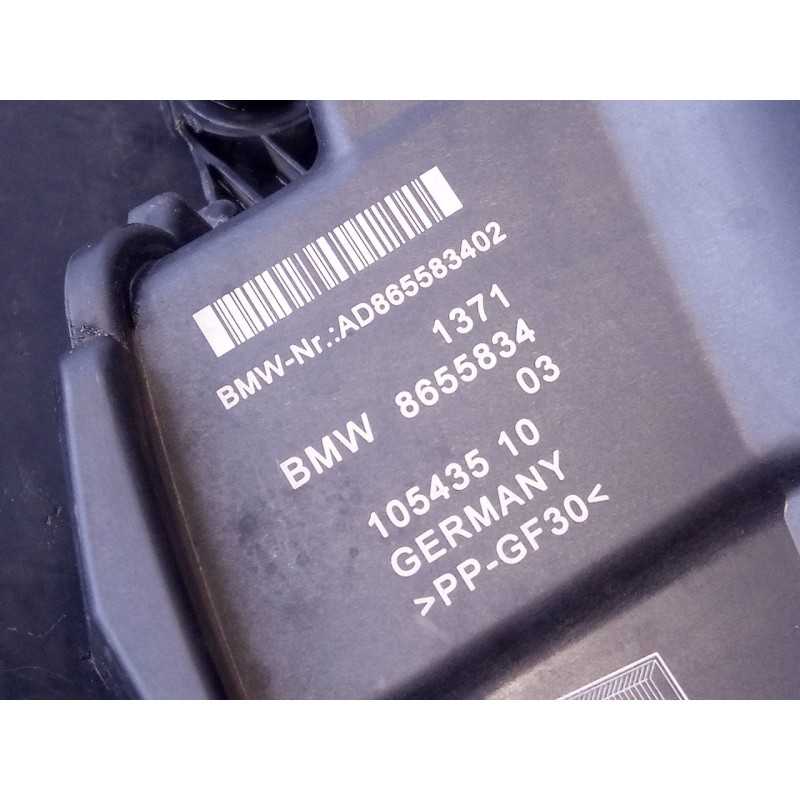 BMW-Nr.:AD865583402
1371
BMW 8655834
03
105435 10
GERMANY
>PP-GF30<